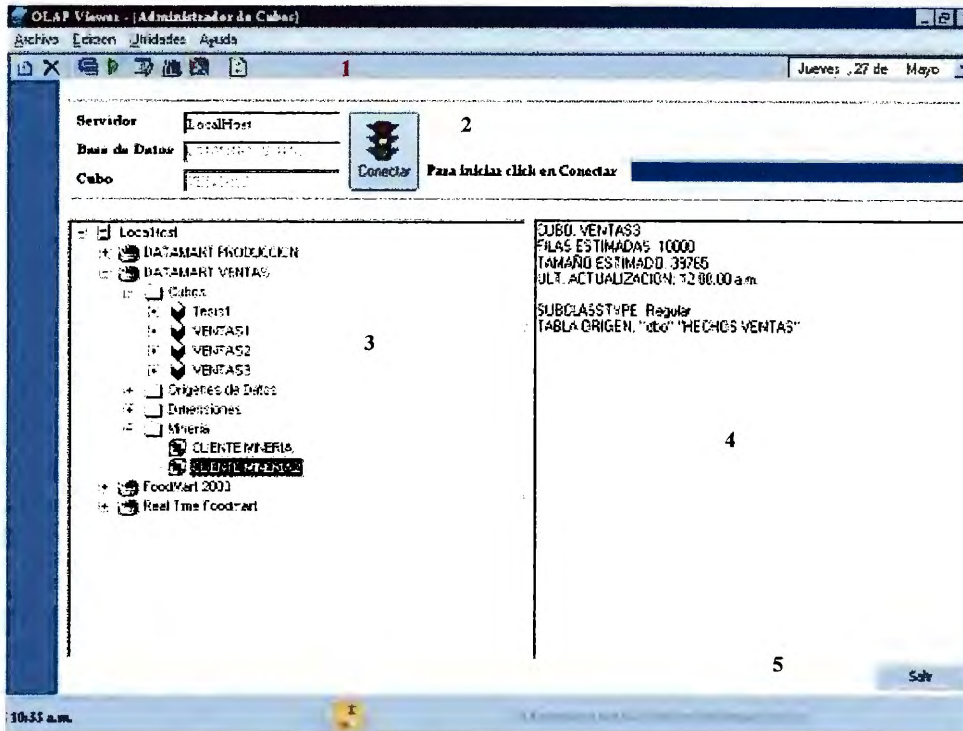 OLAP Viewer - [Administrador de Cubos]
Archivo Edicion Utilidades Ayuda
1
Jueves , 27 de Mayo
Servidor LocalHost
2
Base de Datos
Conectar
Para iniciar click en Conectar
Cubo
LocalHost
DATAMART PRODUCCION
DATAMART VENTAS
Cubos
Tesis1
VENTAS1
VENTAS2
VENTAS3
3
Origenes de Datos
Dimensiones
Mineria
CLIENTE MINERIA
FoodMart 2000
Real Time Foodmart
CUBO: VENTAS3
FILAS ESTIMADAS: 10000
TAMAÑO ESTIMADO: 39765
ULT. ACTUALIZACION: 12:00:00 a.m.
SUBCLASSTYPE: Regular
TABLA ORIGEN: "dbo" "HECHOS VENTAS"
4
5
Salir
10:33 a.m.